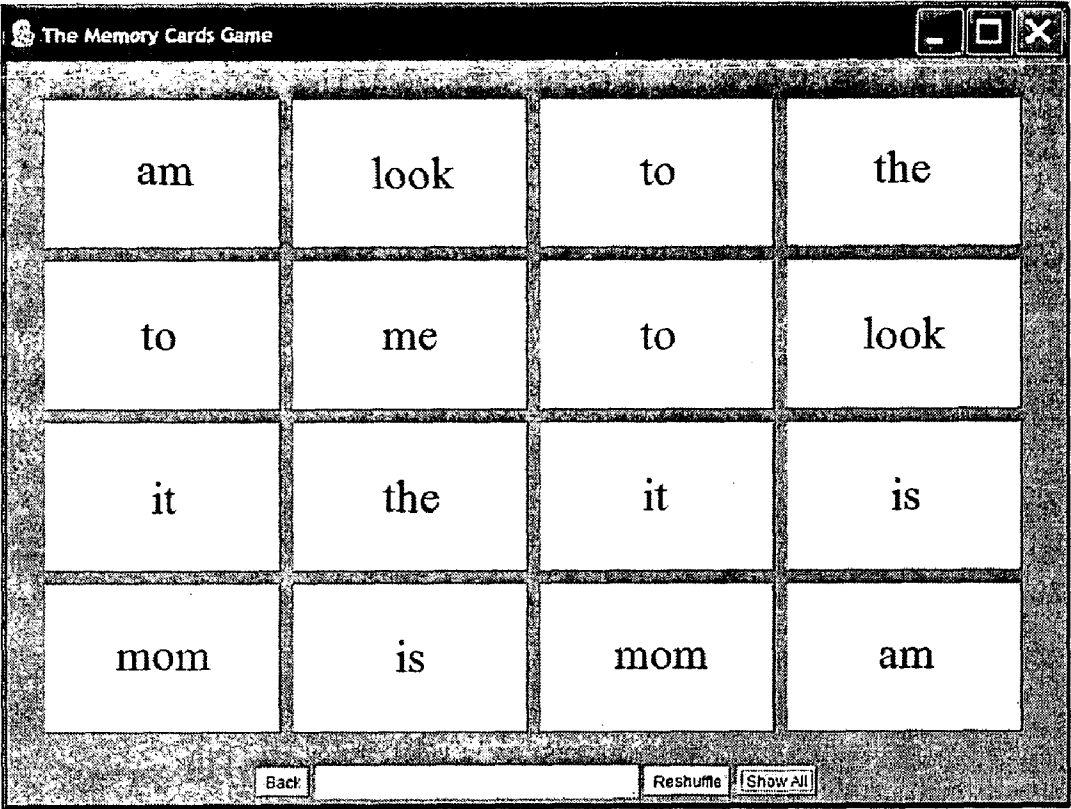 The Memory Cards Game
am look to the
to me to look
it the it is
mom is mom am
Back Reshuffle Show All